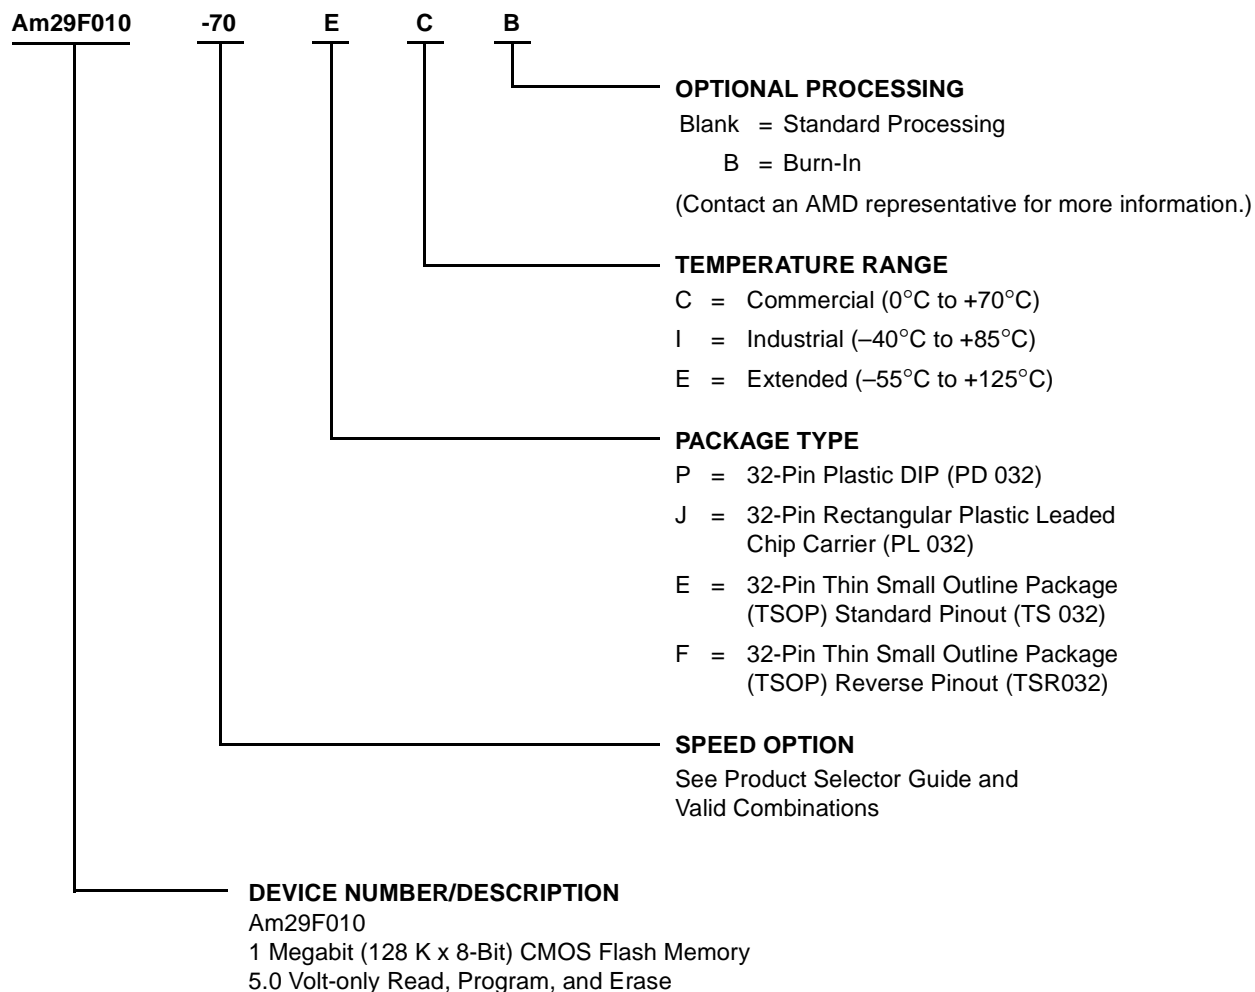 Am29F010 -70 E C B
OPTIONAL PROCESSING
Blank = Standard Processing
B = Burn-In
(Contact an AMD representative for more information.)
TEMPERATURE RANGE
C = Commercial (0°C to +70°C)
I = Industrial (–40°C to +85°C)
E = Extended (–55°C to +125°C)
PACKAGE TYPE
P = 32-Pin Plastic DIP (PD 032)
J = 32-Pin Rectangular Plastic Leaded
Chip Carrier (PL 032)
E = 32-Pin Thin Small Outline Package
(TSOP) Standard Pinout (TS 032)
F = 32-Pin Thin Small Outline Package
(TSOP) Reverse Pinout (TSR032)
SPEED OPTION
See Product Selector Guide and
Valid Combinations
DEVICE NUMBER/DESCRIPTION
Am29F010
1 Megabit (128 K x 8-Bit) CMOS Flash Memory
5.0 Volt-only Read, Program, and Erase